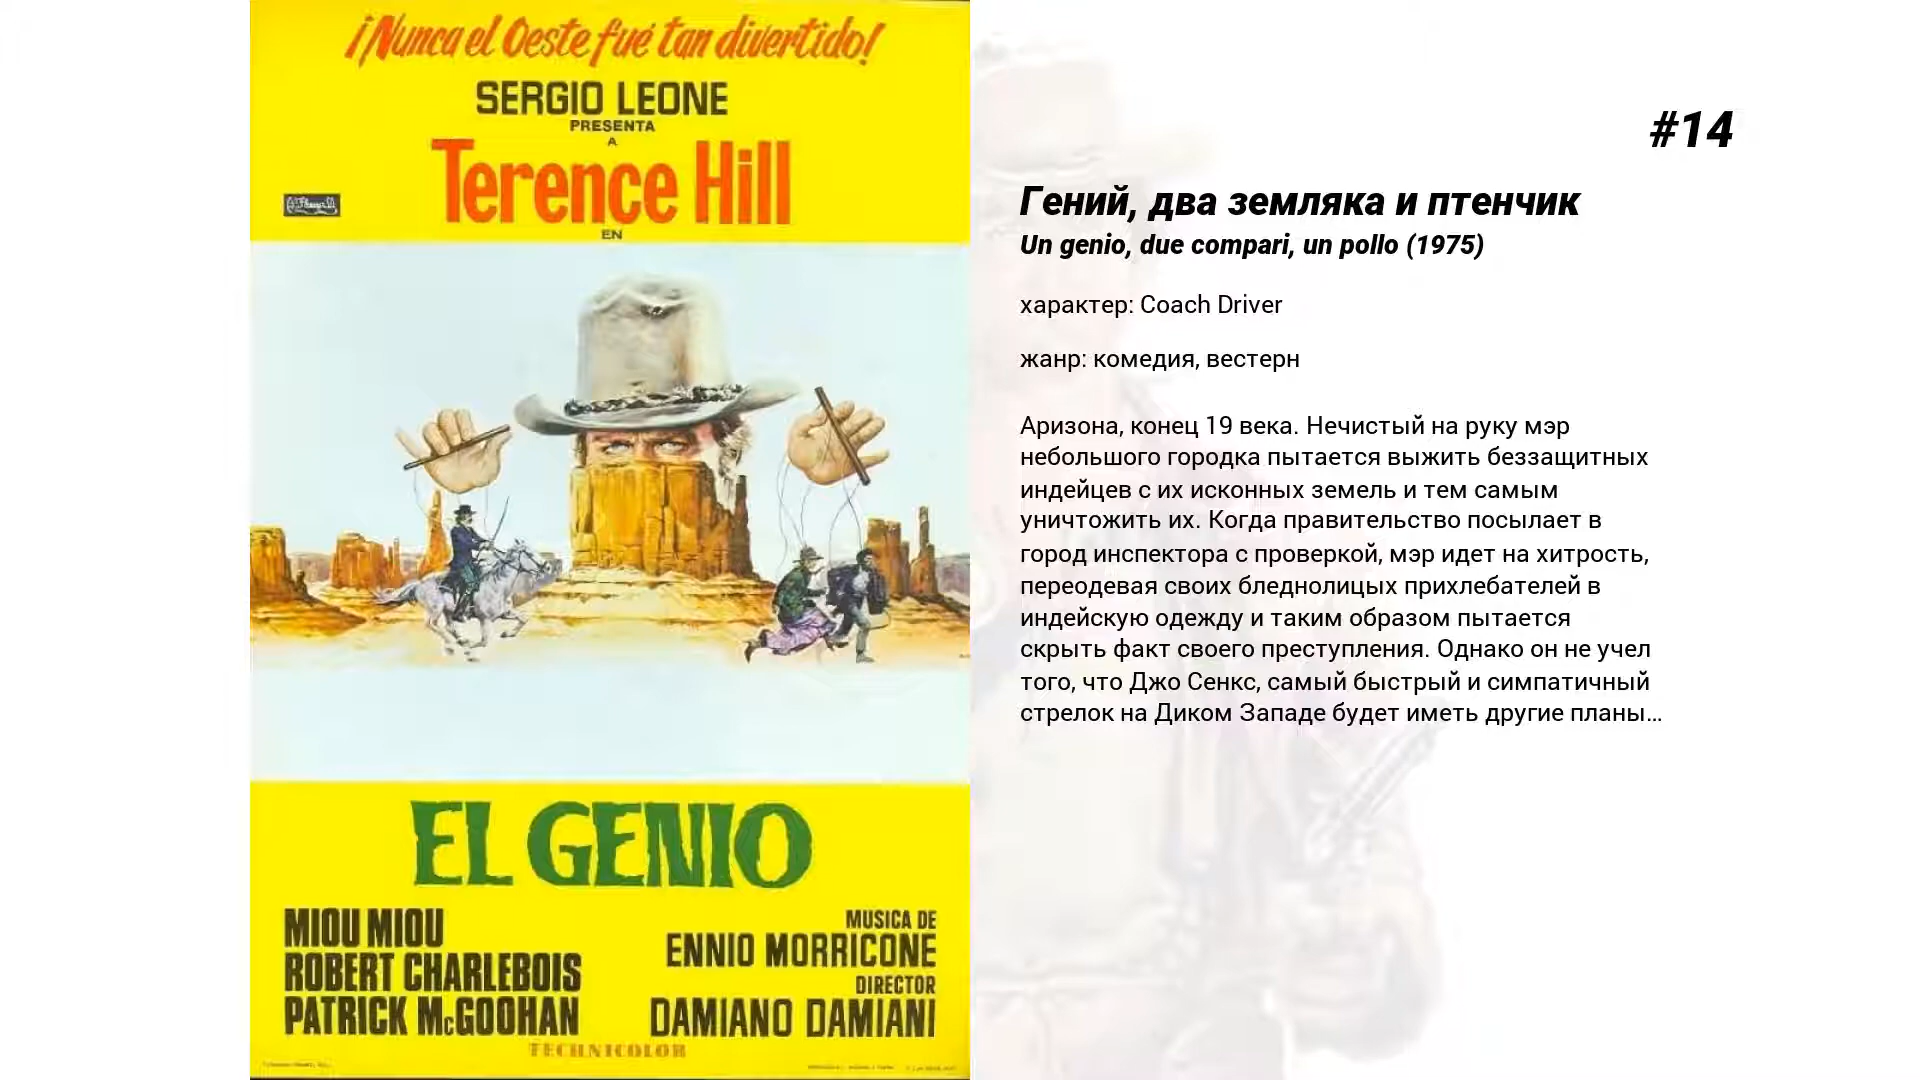 ¡Nunca el Oeste fué tan divertido!
SERGIO LEONE
PRESENTA
A
Terence Hill
EN
EL GENIO
MIOU MIOU
ROBERT CHARLEBOIS
PATRICK McGOOHAN
MUSICA DE
ENNIO MORRICONE
DIRECTOR
DAMIANO DAMIANI
TECHNICOLOR
#14
Гений, два земляка и птенчик
Un genio, due compari, un pollo (1975)
характер: Coach Driver
жанр: комедия, вестерн
Аризона, конец 19 века. Нечистый на руку мэр
небольшого городка пытается выжить беззащитных
индейцев с их исконных земель и тем самым
уничтожить их. Когда правительство посылает в
город инспектора с проверкой, мэр идет на хитрость,
переодевая своих бледнолицых прихлебателей в
индейскую одежду и таким образом пытается
скрыть факт своего преступления. Однако он не учел
того, что Джо Сенкс, самый быстрый и симпатичный
стрелок на Диком Западе будет иметь другие планы…